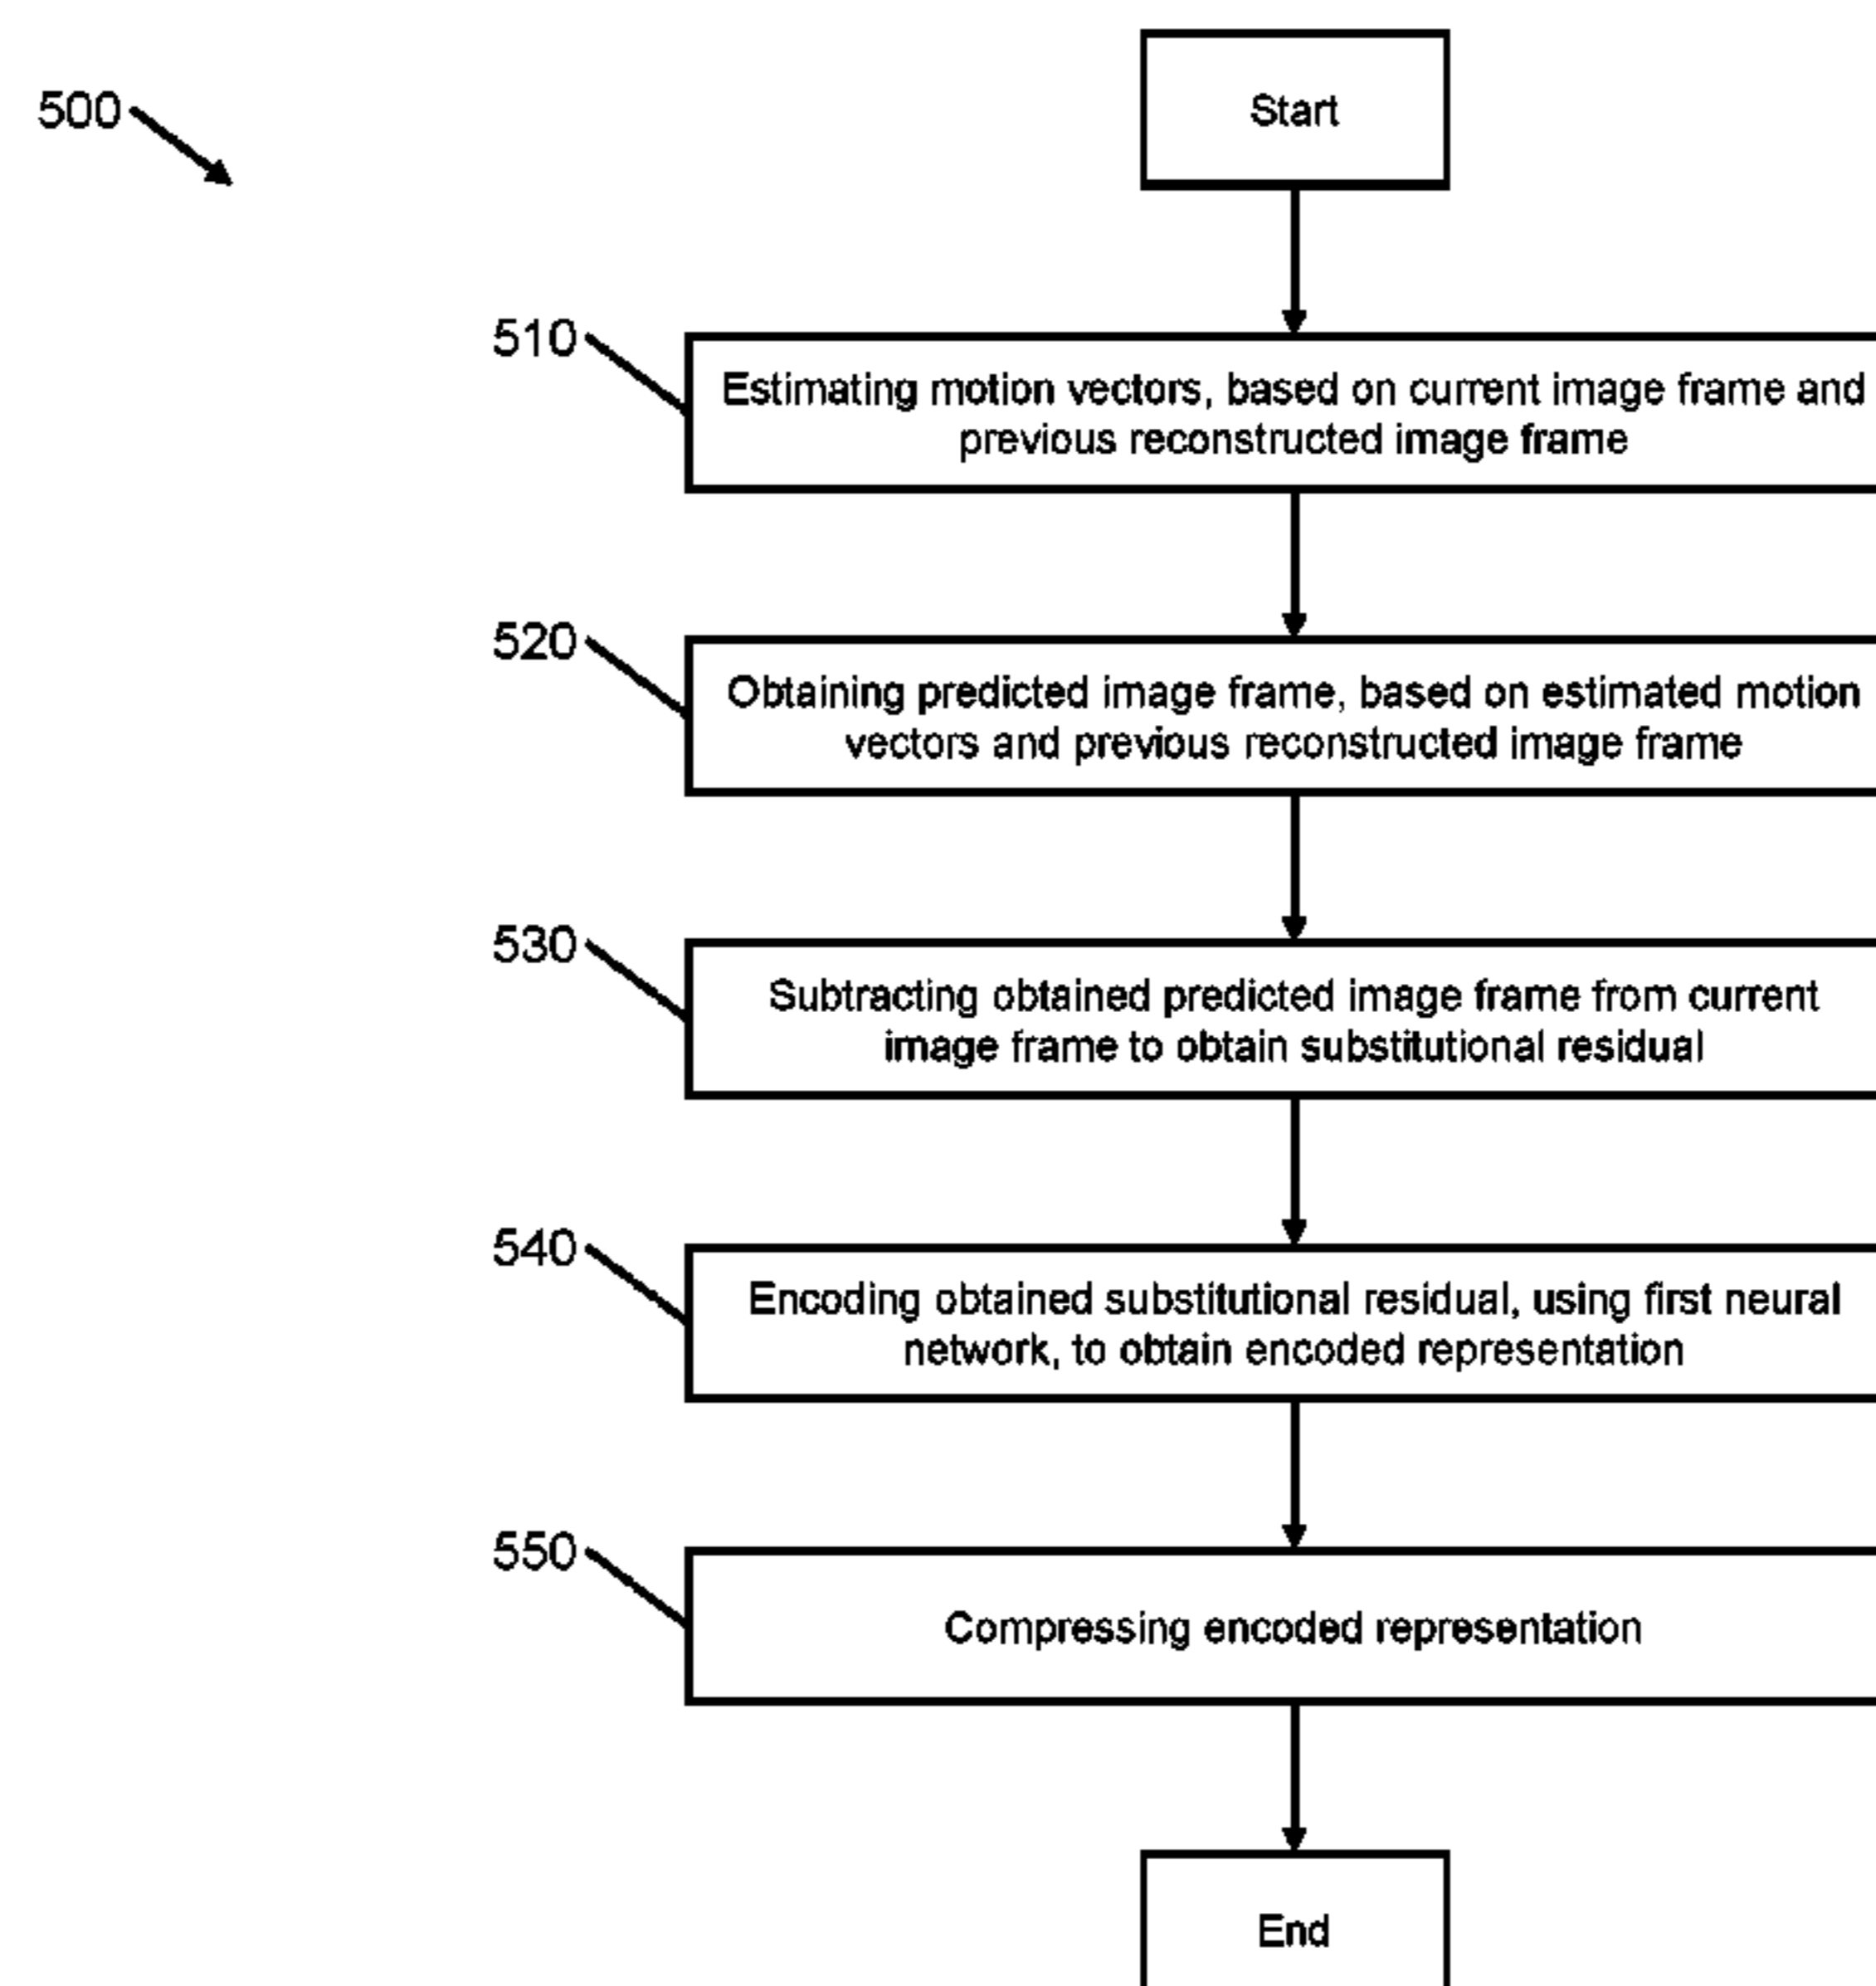 500
Start
510
Estimating motion vectors, based on current image frame and
previous reconstructed image frame
520
Obtaining predicted image frame, based on estimated motion
vectors and previous reconstructed image frame
530
Subtracting obtained predicted image frame from current
image frame to obtain substitutional residual
540
Encoding obtained substitutional residual, using first neural
network, to obtain encoded representation
550
Compressing encoded representation
End